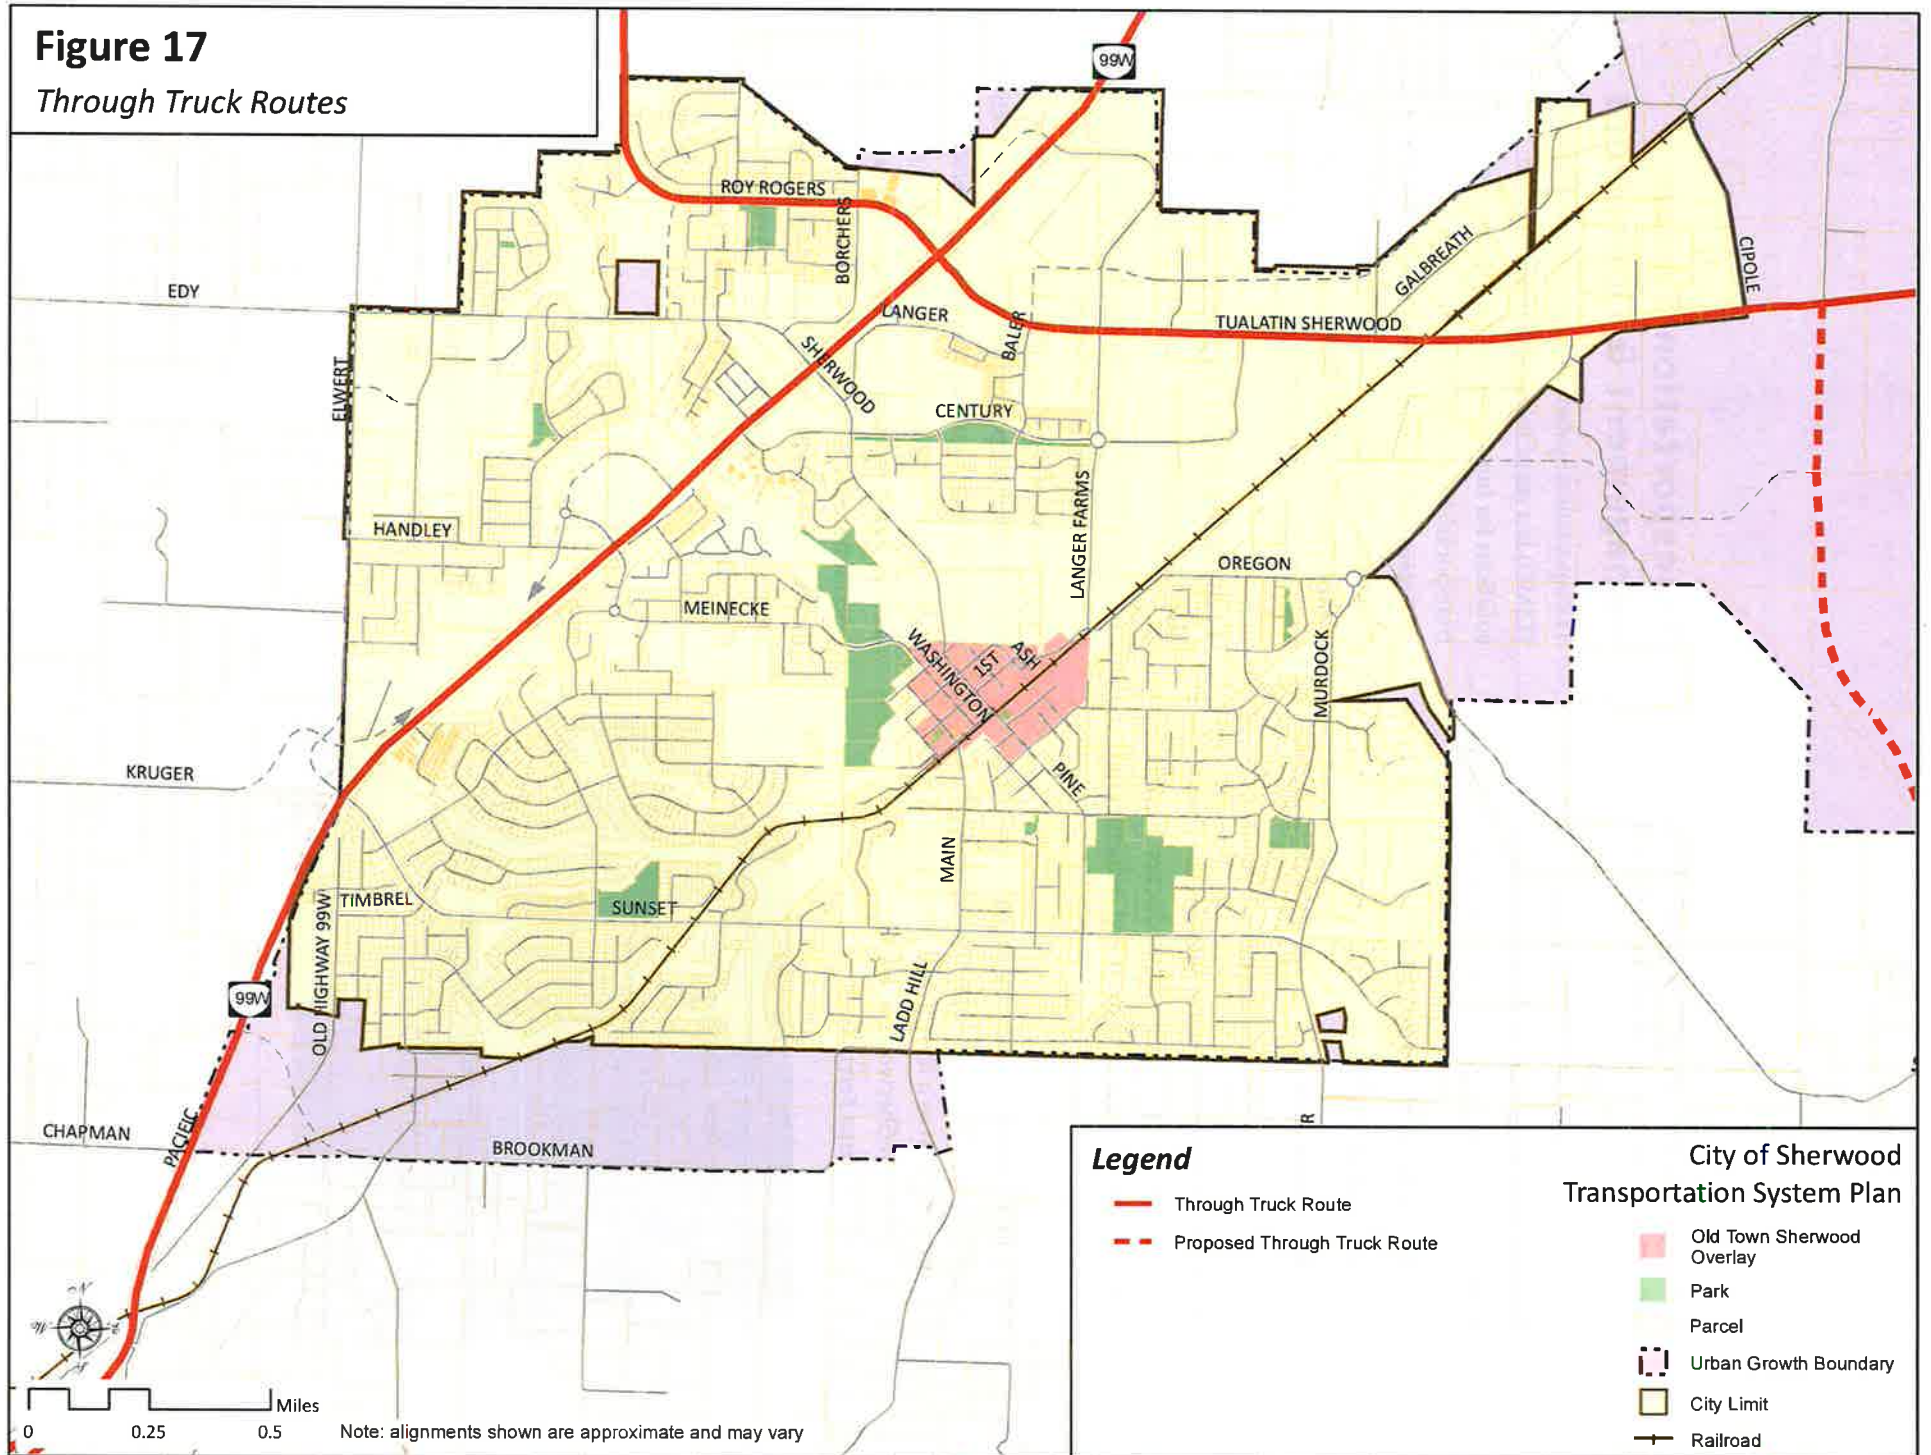 Figure 17
Through Truck Routes
99W
ROY ROGERS
BORCHERS
GALBREATH
CIPOLE
EDY
LANGER
BALER
TUALATIN SHERWOOD
ELWERT
SHERWOOD
CENTURY
LANGER FARMS
HANDLEY
OREGON
MEINECKE
WASHINGTON
1ST
ASH
MURDOCK
KRUGER
PINE
MAIN
TIMBREL
SUNSET
OLD HIGHWAY 99W
LADD HILL
99W
CHAPMAN
PACIFIC
BROOKMAN
R
Legend
Through Truck Route
Proposed Through Truck Route
City of Sherwood
Transportation System Plan
Old Town Sherwood
Overlay
Park
Parcel
Urban Growth Boundary
City Limit
Railroad
Miles
0 0.25 0.5
Note: alignments shown are approximate and may vary